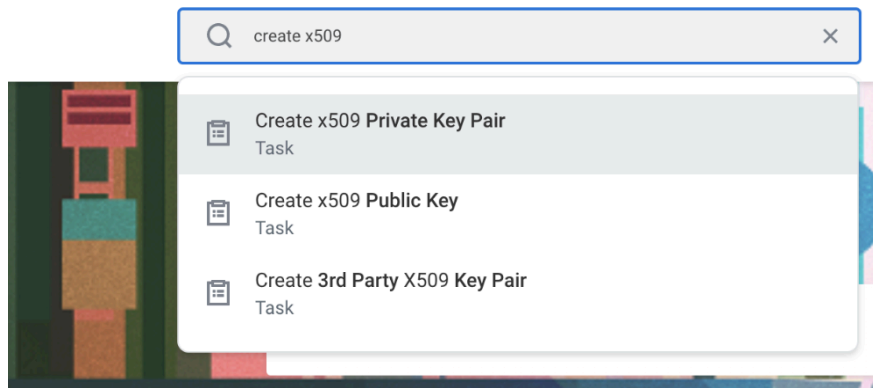 create x509
Create x509 Private Key Pair
Task
Create x509 Public Key
Task
Create 3rd Party X509 Key Pair
Task